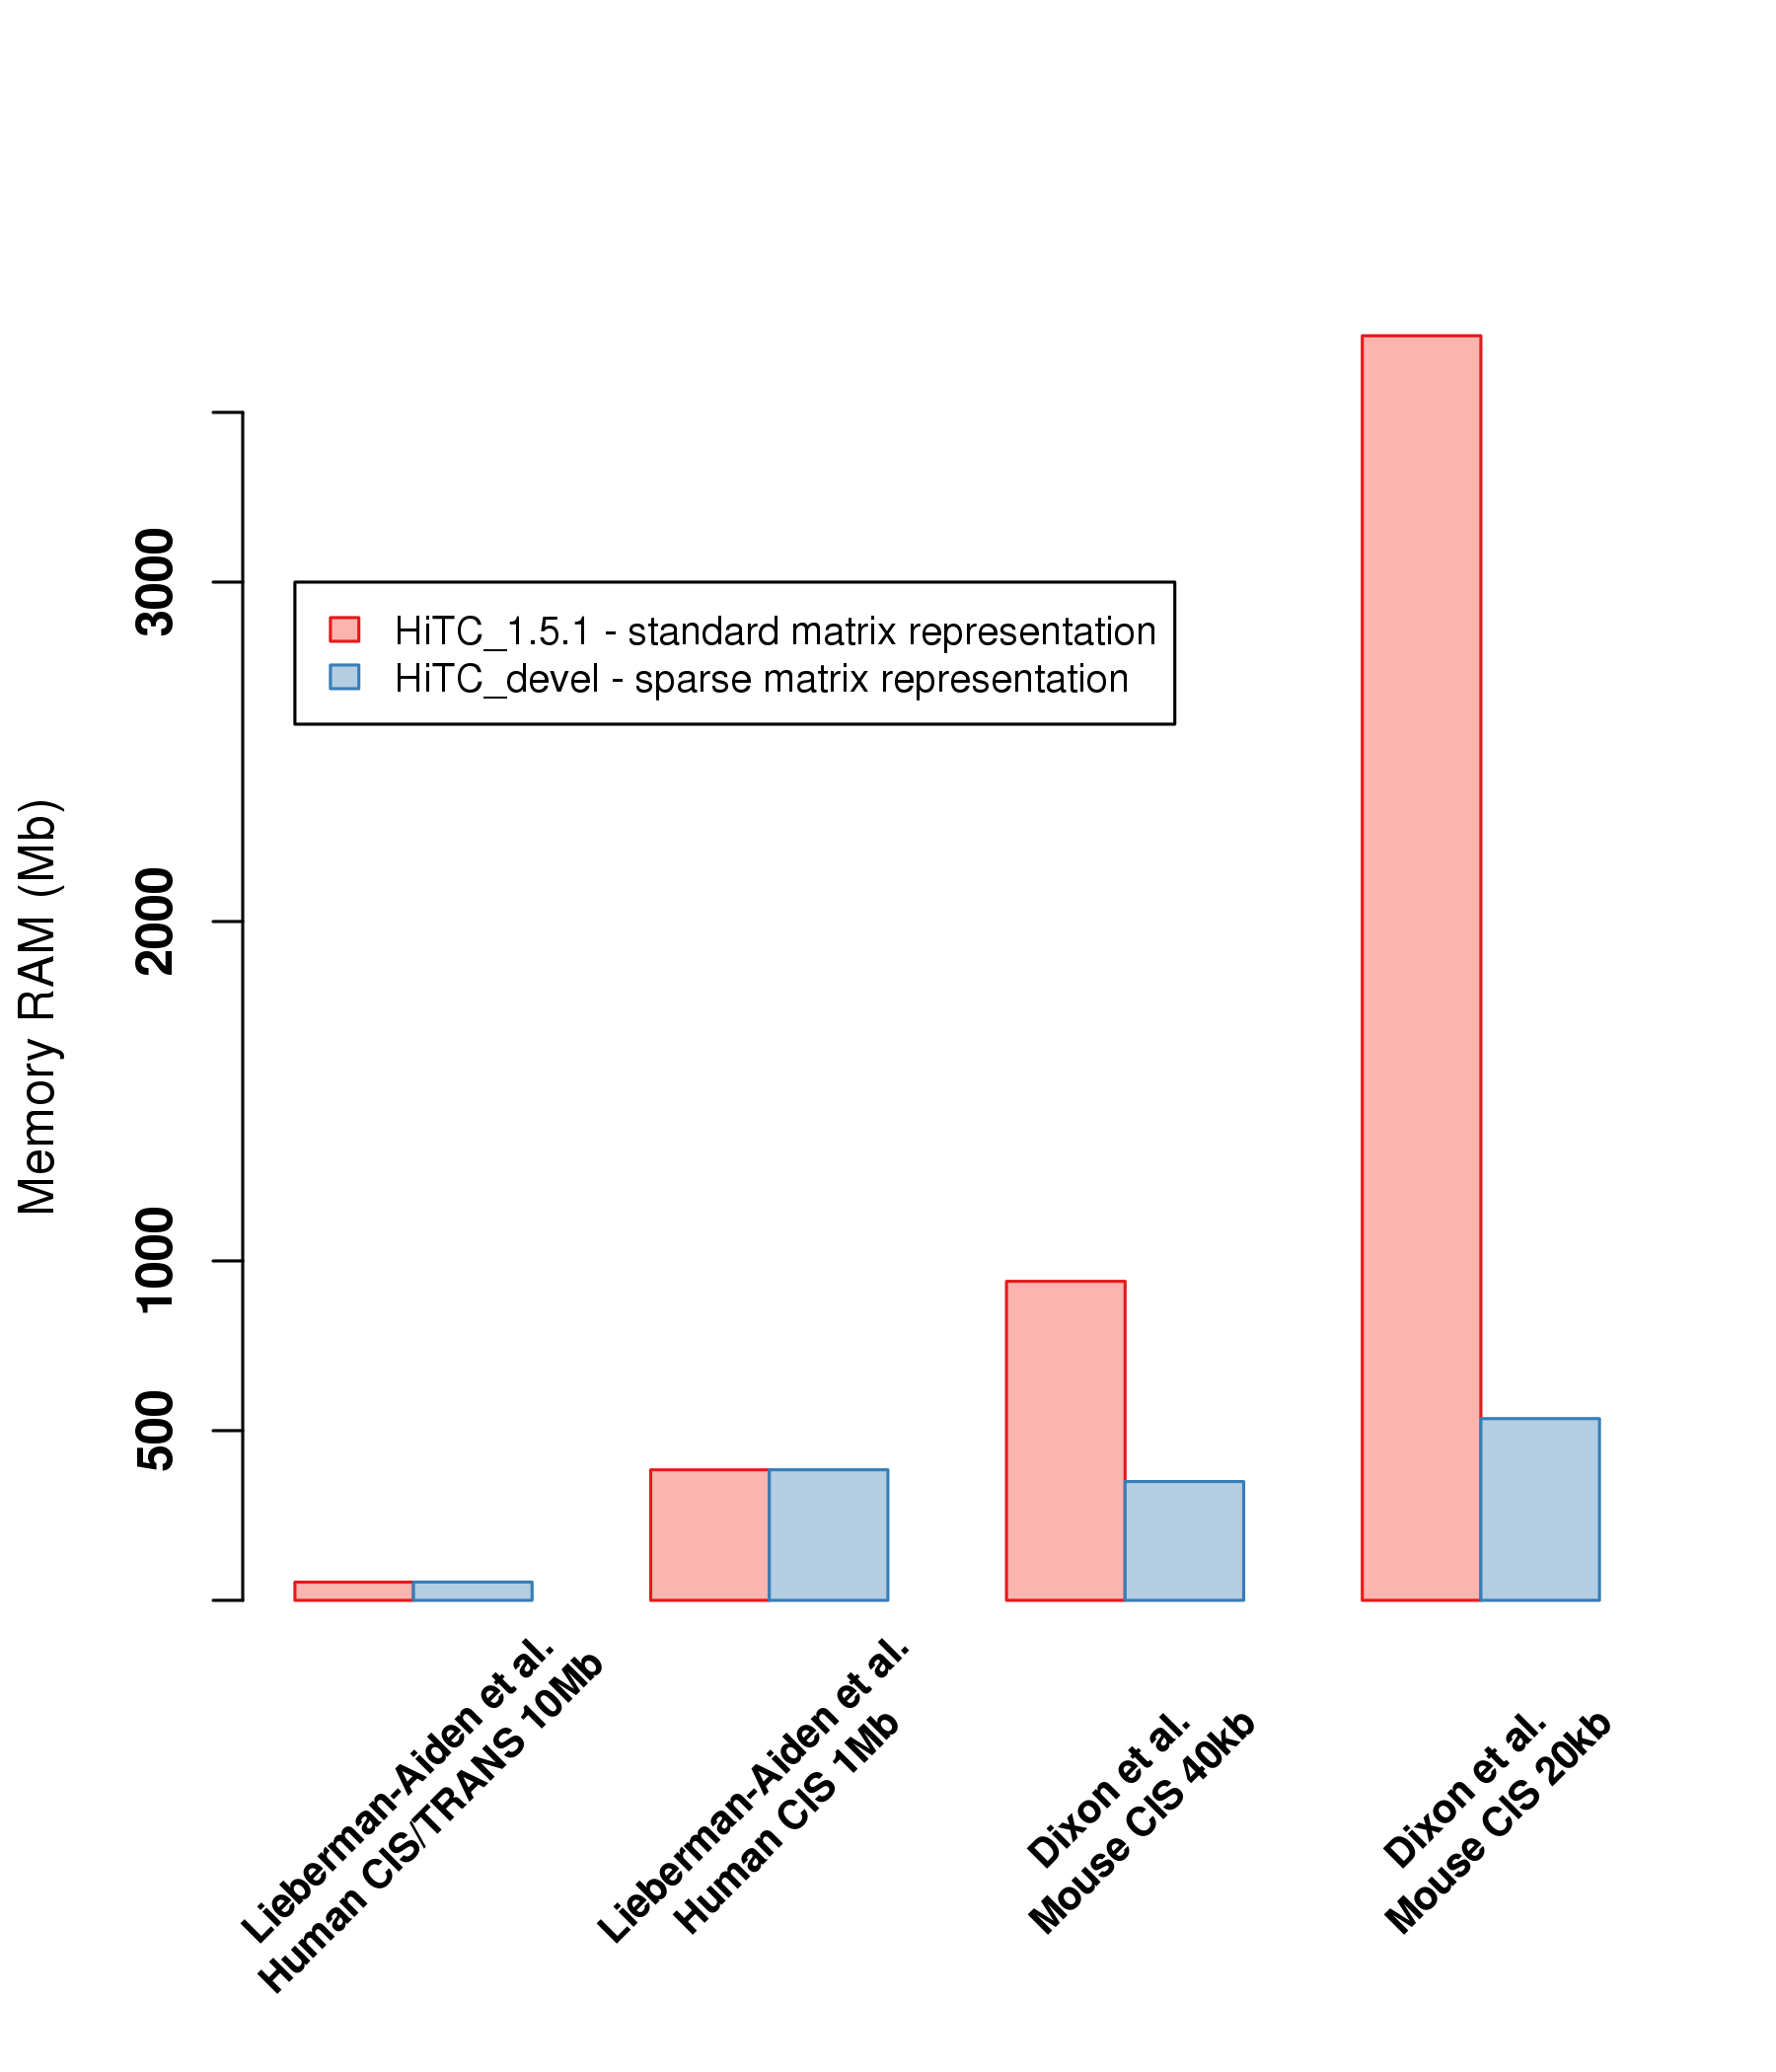 Memory RAM (Mb)
3000
2000
1000
500
HiTC_1.5.1 - standard matrix representation
HiTC_devel - sparse matrix representation
Lieberman-Aiden et al.
Human CIS/TRANS 10Mb
Lieberman-Aiden et al.
Human CIS 1Mb
Dixon et al.
Mouse CIS 40kb
Dixon et al.
Mouse CIS 20kb